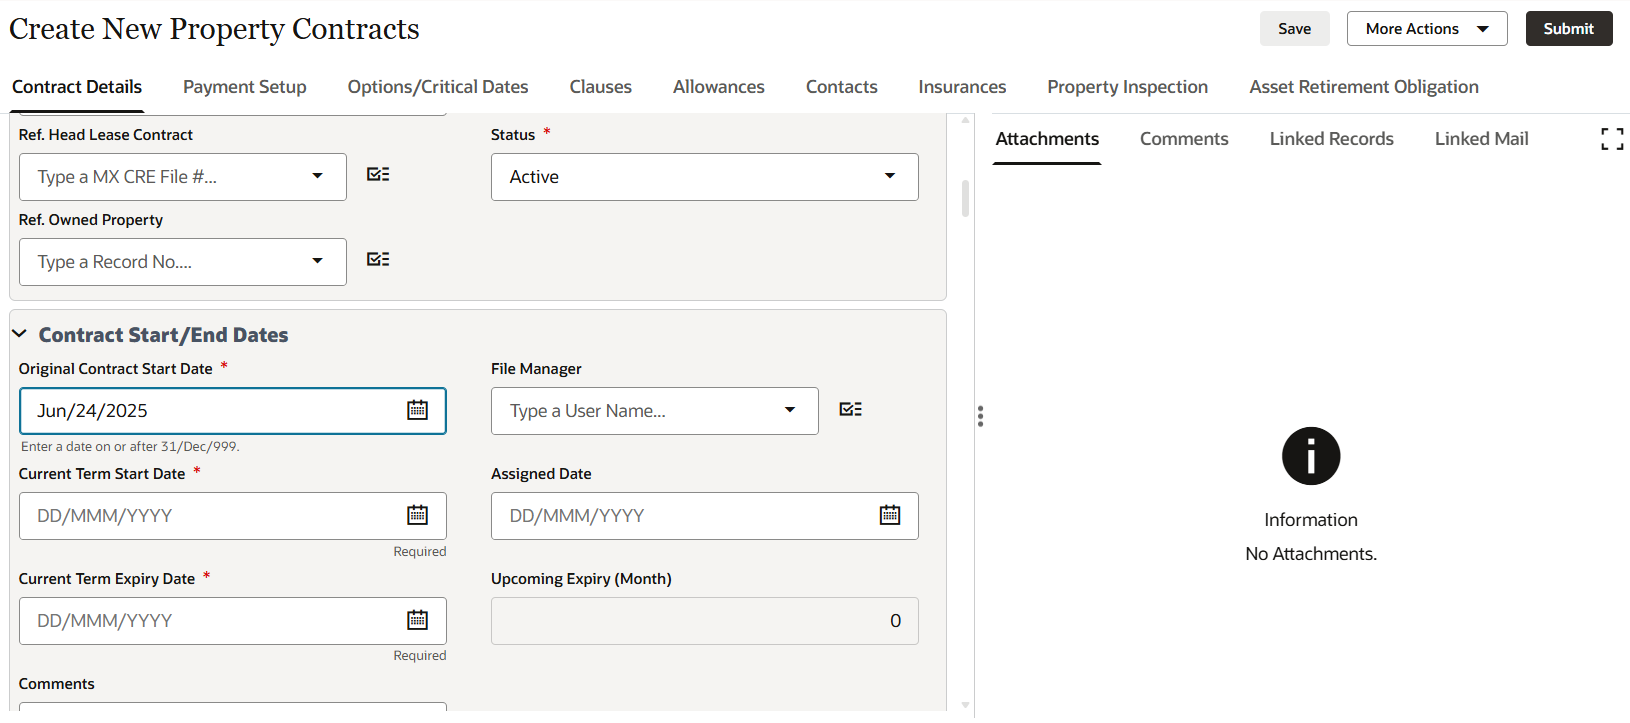 Create New Property Contracts
Save
More Actions
Submit
Contract Details
Payment Setup
Options/Critical Dates
Clauses
Allowances
Contacts
Insurances
Property Inspection
Asset Retirement Obligation
Ref. Head Lease Contract
Type a MX CRE File #...
Status *
Active
Ref. Owned Property
Type a Record No....
Contract Start/End Dates
Original Contract Start Date *
Jun/24/2025
Enter a date on or after 31/Dec/999.
File Manager
Type a User Name...
Current Term Start Date *
DD/MMM/YYYY
Required
Assigned Date
DD/MMM/YYYY
Current Term Expiry Date *
DD/MMM/YYYY
Required
Upcoming Expiry (Month)
0
Comments
Attachments
Comments
Linked Records
Linked Mail
Information
No Attachments.